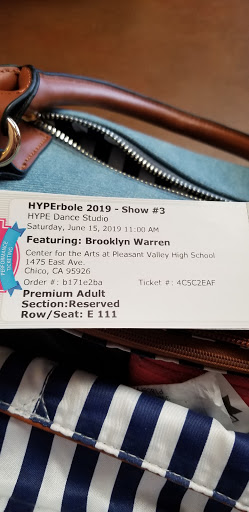 HYPErbole 2019 - Show #3
HYPE Dance Studio
Saturday, June 15, 2019 11:00 AM
Featuring: Brooklyn Warren
Center for the Arts at Pleasant Valley High School
1475 East Ave.
Chico, CA 95926
Order #: b171e2ba Ticket #: 4C5C2EAF
Premium Adult
Section:Reserved
Row/Seat: E 111
PERFORMANCE
TICKETING